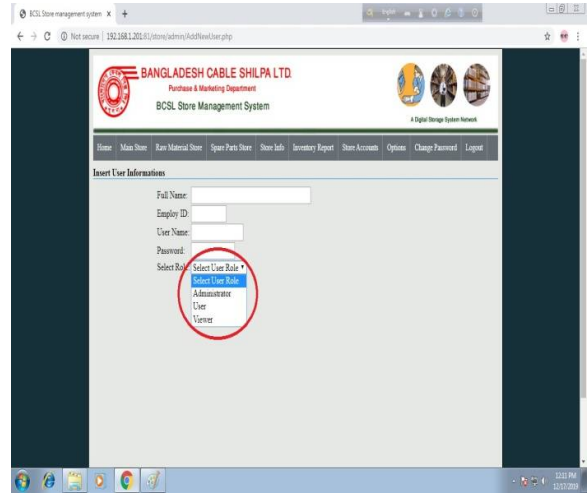 BCSL Store management system
Not secure | 192.168.1.201:81/store/admin/AddNewUser.php
BANGLADESH CABLE SHILPA LTD.
Purchase & Marketing Department
BCSL Store Management System
A Digital Storage System Network
Home Main Store Raw Material Store Spare Parts Store Store Info Inventory Report Store Accounts Options Change Password Logout
Insert User Informations
Full Name:
Employ ID:
User Name:
Password:
Select Role: Select User Role
Select User Role
Administrator
User
Viewer
12:11 PM
12/17/2019